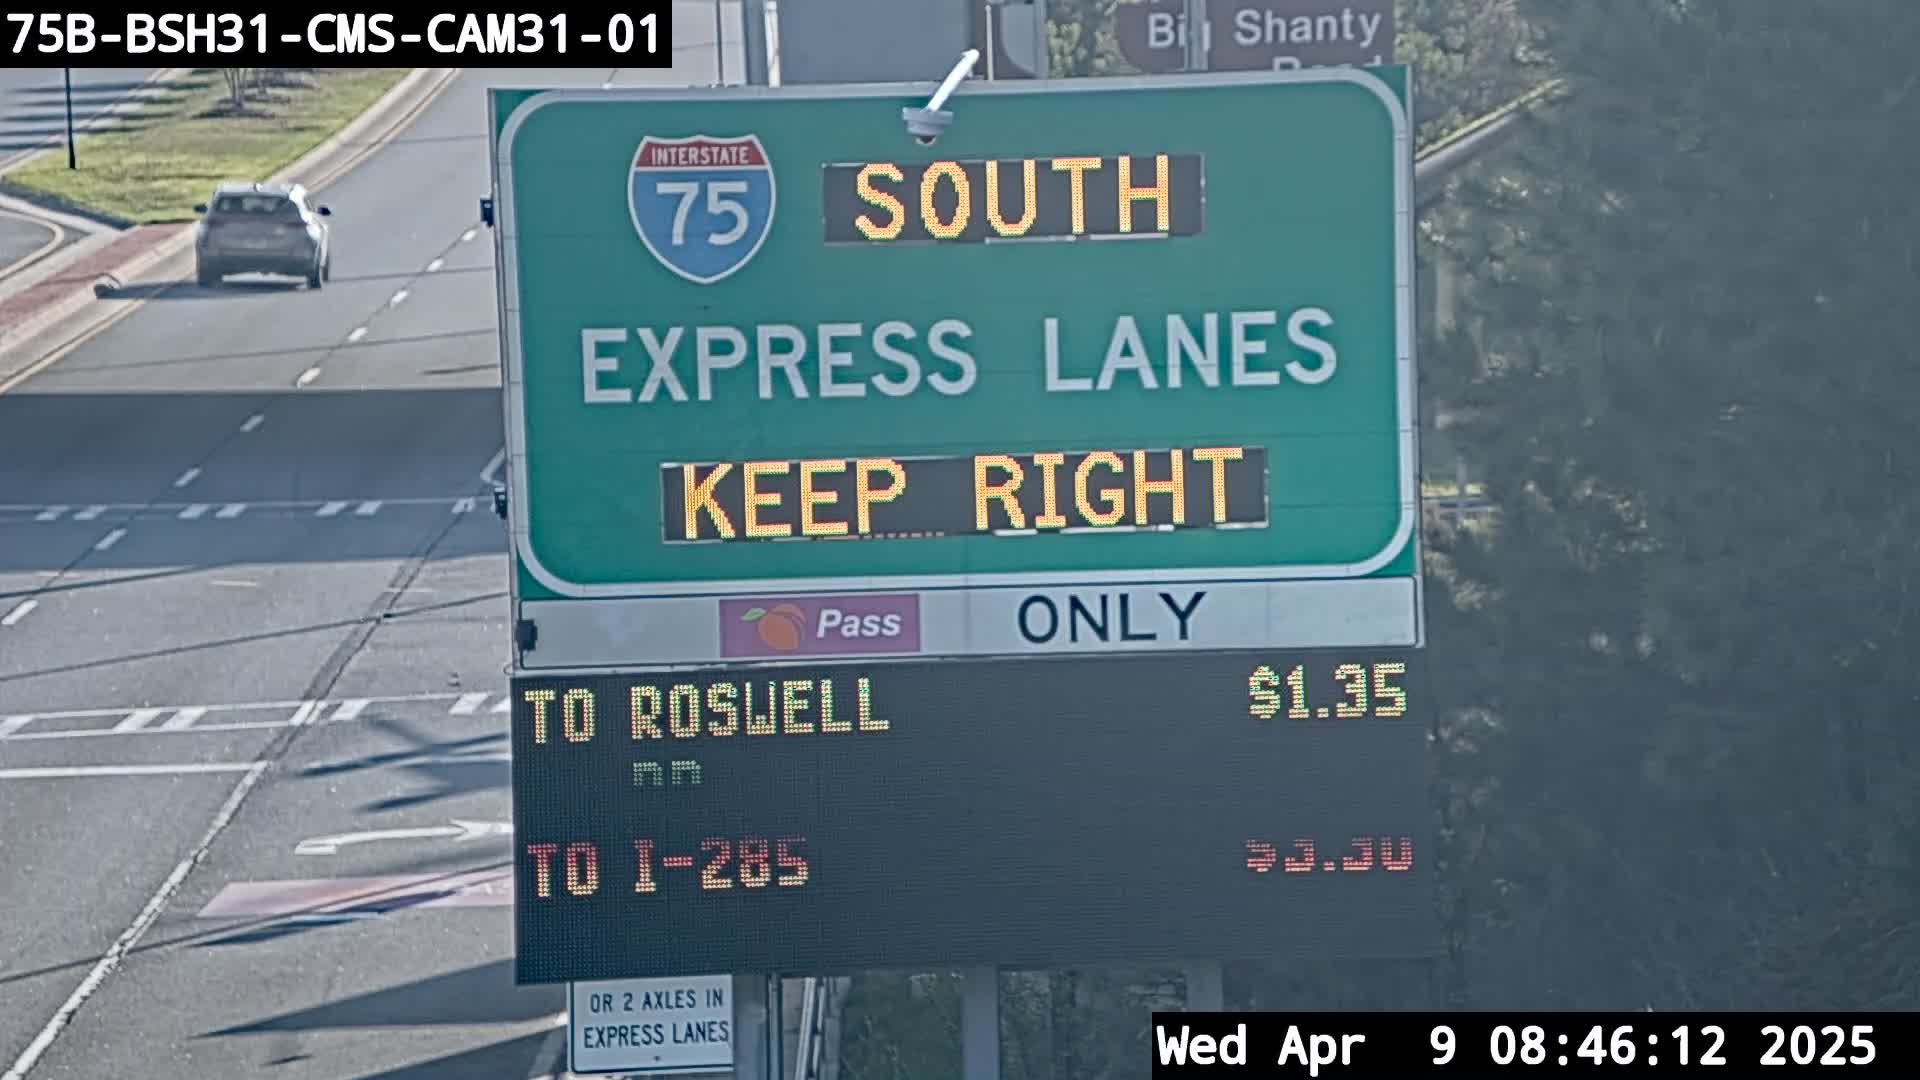 75B-BSH31-CMS-CAM31-01
Big Shanty
Road
INTERSTATE
75
SOUTH
EXPRESS LANES
KEEP RIGHT
Pass
ONLY
TO ROSWELL $1.35
TO I-285
OR 2 AXLES IN
EXPRESS LANES
Wed Apr 9 08:46:12 2025